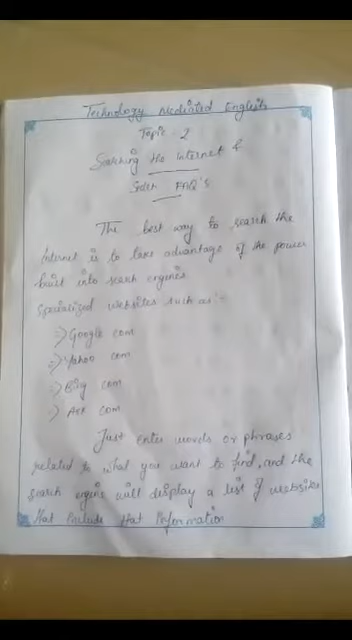 Technology Mediated English
Topic - 2
Searching the Internet &
FAQ's
The best way to search the
Internet is to take advantage of the power
built into search engines
Specialized websites such as :-
=> Google com
=> Yahoo com
=> Bing com
=> Ask com
Just enter words or phrases
related to what you want to find, and the
search engine will display a list of website
that include that information